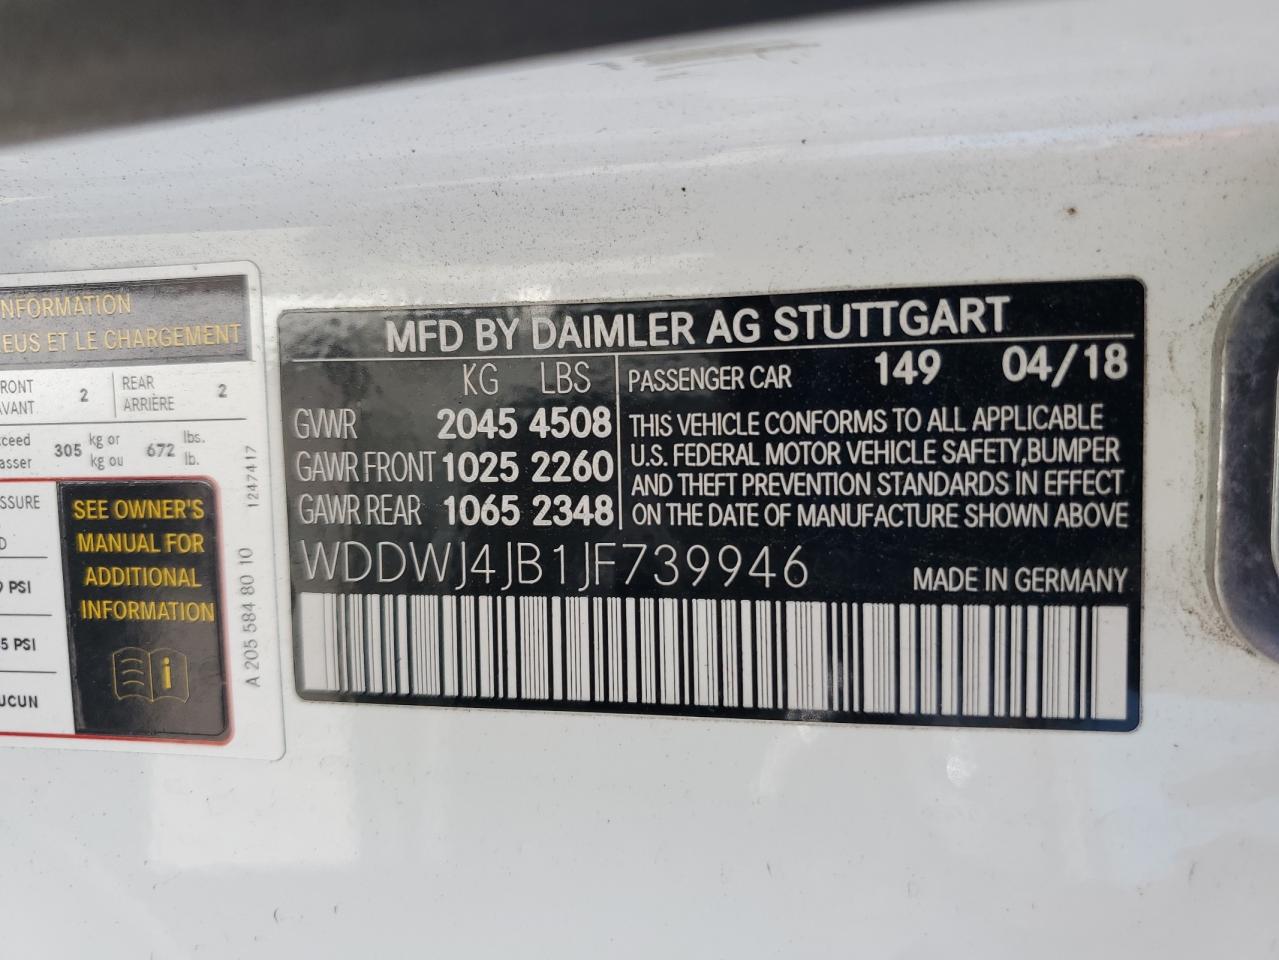 NFORMATION
EUS ET LE CHARGEMENT
RONT
AVANT
2
REAR
ARRIÈRE
2
xceed
asser
305
kg or
kg ou
672
lbs.
lb.
SSURE
D
PSI
5 PSI
UCUN
SEE OWNER'S
MANUAL FOR
ADDITIONAL
INFORMATION
i
A 205 584 80 10
1247417
MFD BY DAIMLER AG STUTTGART
KG LBS
GVWR 2045 4508
GAWR FRONT 1025 2260
GAWR REAR 1065 2348
PASSENGER CAR 149 04/18
THIS VEHICLE CONFORMS TO ALL APPLICABLE
U.S. FEDERAL MOTOR VEHICLE SAFETY, BUMPER
AND THEFT PREVENTION STANDARDS IN EFFECT
ON THE DATE OF MANUFACTURE SHOWN ABOVE
WDDWJ4JB1JF739946
MADE IN GERMANY